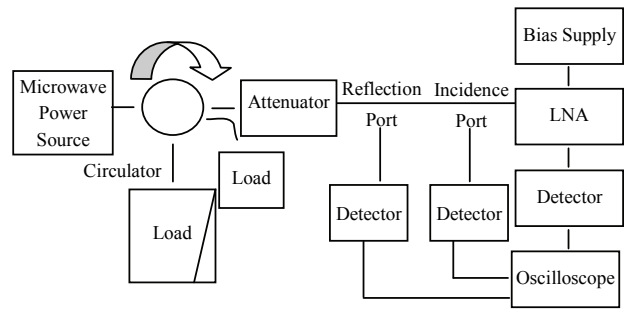 Bias Supply
Microwave
Power
Source
Attenuator
Reflection
Port
Incidence
Port
LNA
Circulator
Load
Load
Detector
Detector
Detector
Oscilloscope